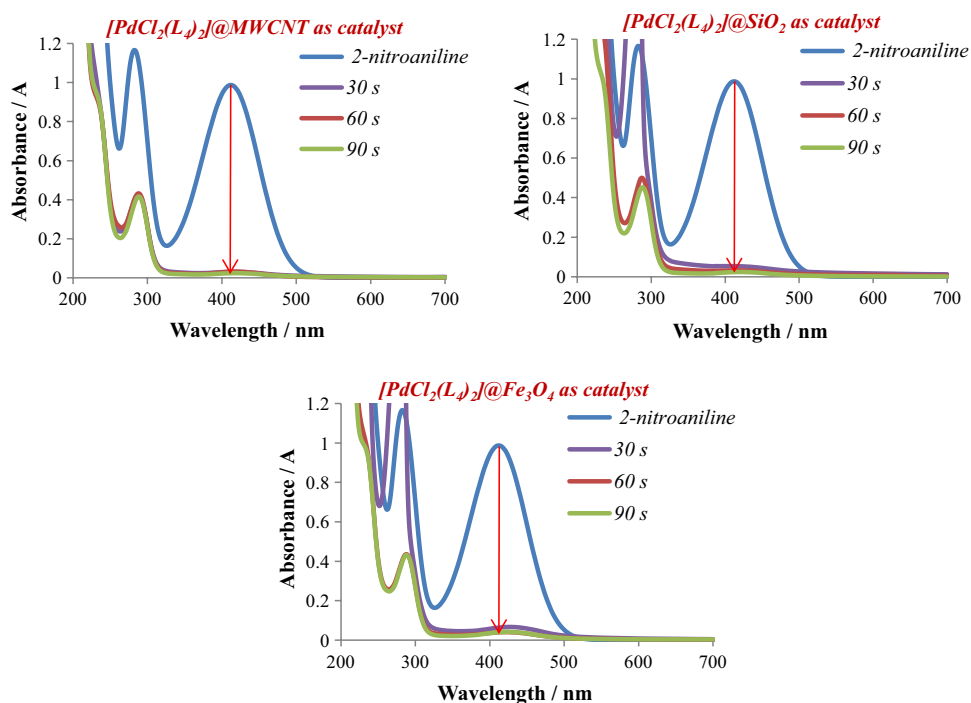 [PdCl₂(L₄)₂]@MWCNT as catalyst
1.2
1
0.8
0.6
0.4
0.2
0
Absorbance / A
2-nitroaniline
30 s
60 s
90 s
200 300 400 500 600 700
Wavelength / nm
[PdCl₂(L₄)₂]@SiO₂ as catalyst
1.2
1
0.8
0.6
0.4
0.2
0
Absorbance / A
2-nitroaniline
30 s
60 s
90 s
200 300 400 500 600 700
Wavelength / nm
[PdCl₂(L₄)₂]@Fe₃O₄ as catalyst
1.2
1
0.8
0.6
0.4
0.2
0
Absorbance / A
2-nitroaniline
30 s
60 s
90 s
200 300 400 500 600 700
Wavelength / nm